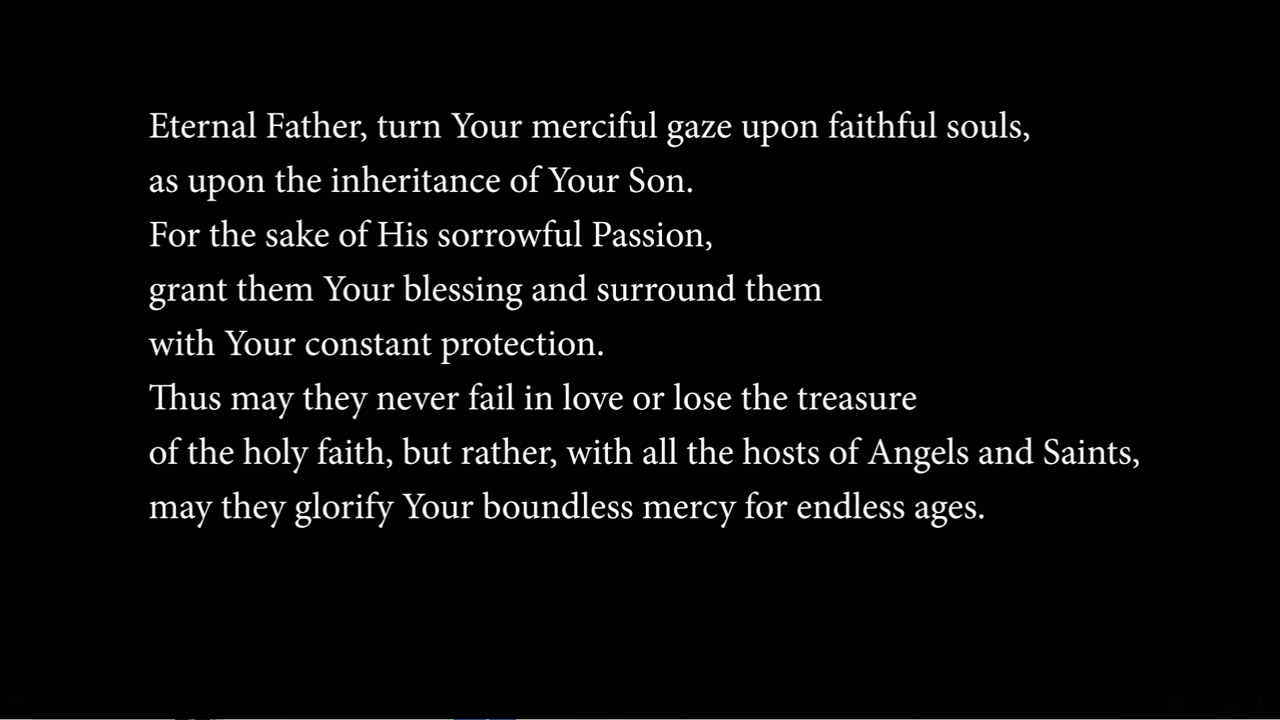 Eternal Father, turn Your merciful gaze upon faithful souls,
as upon the inheritance of Your Son.
For the sake of His sorrowful Passion,
grant them Your blessing and surround them
with Your constant protection.
Thus may they never fail in love or lose the treasure
of the holy faith, but rather, with all the hosts of Angels and Saints,
may they glorify Your boundless mercy for endless ages.